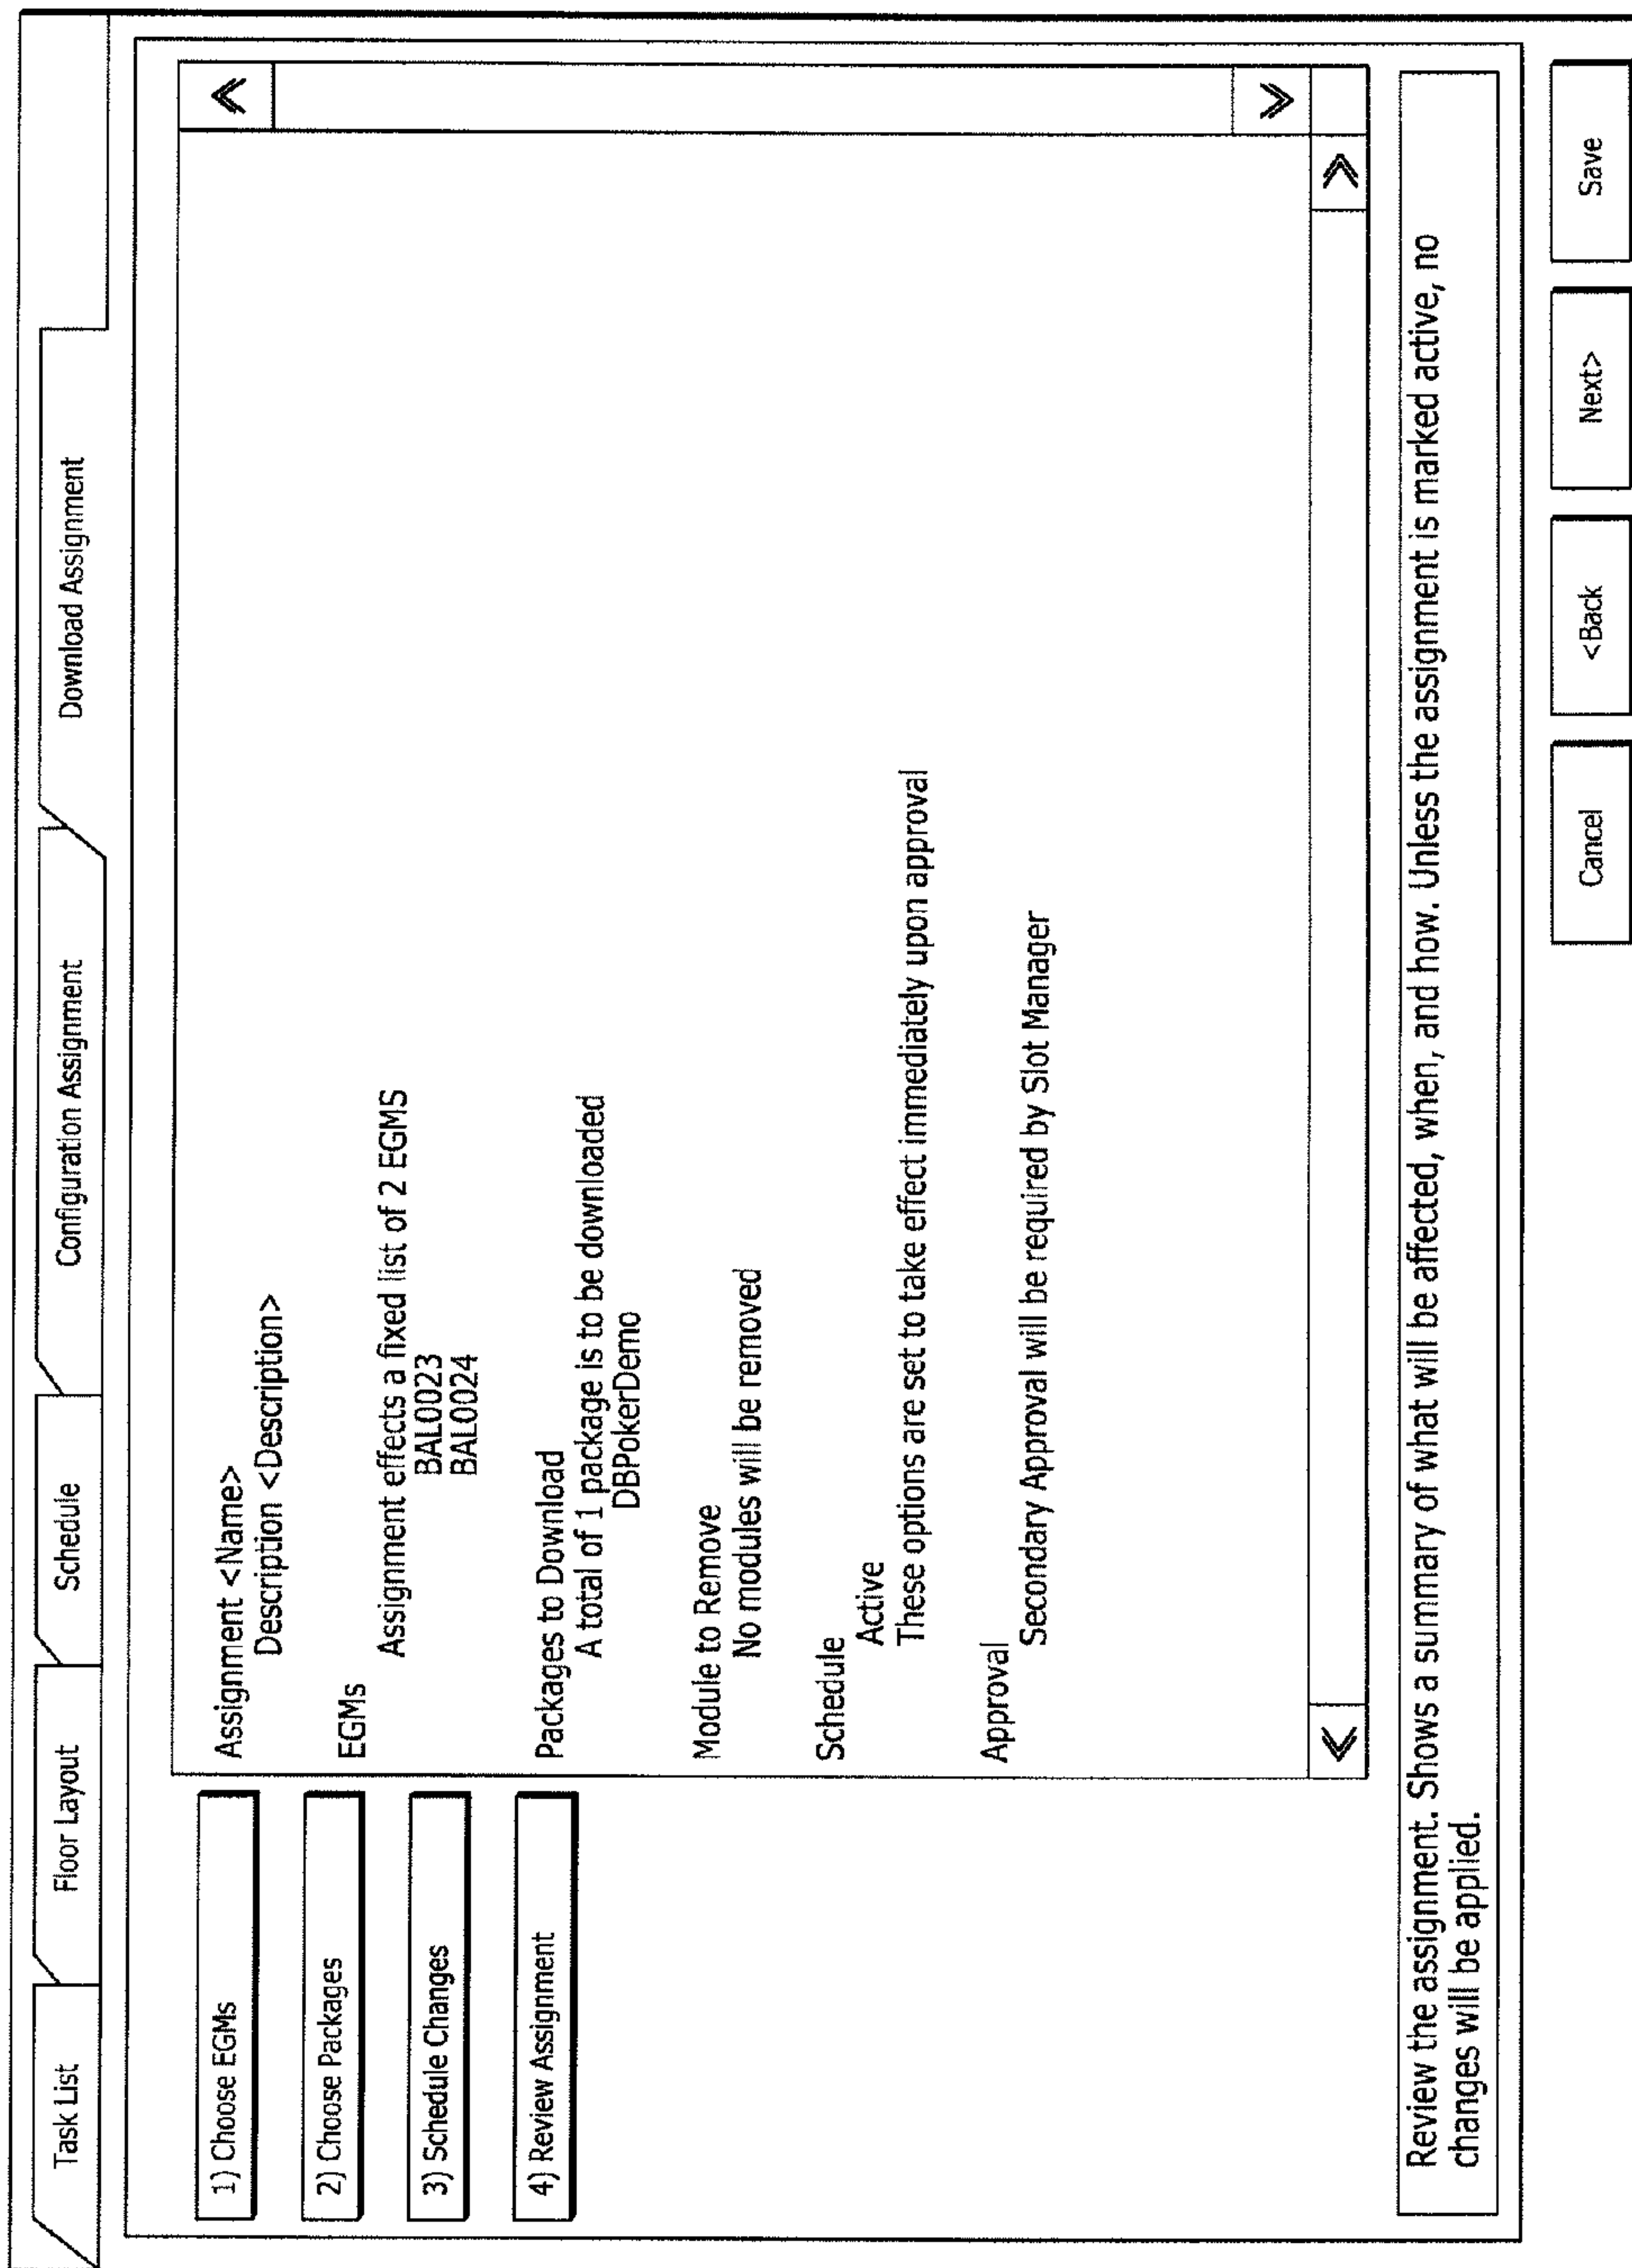 Task List
Floor Layout
Schedule
Configuration Assignment
Download Assignment
1) Choose EGMs
2) Choose Packages
3) Schedule Changes
4) Review Assignment
Assignment <Name>
Description <Description>
EGMs
Assignment effects a fixed list of 2 EGMS
BAL0023
BAL0024
Packages to Download
A total of 1 package is to be downloaded
DBPokerDemo
Module to Remove
No modules will be removed
Schedule
Active
These options are set to take effect immediately upon approval
Approval
Secondary Approval will be required by Slot Manager
Review the assignment. Shows a summary of what will be affected, when, and how. Unless the assignment is marked active, no
changes will be applied.
Cancel
<Back
Next>
Save